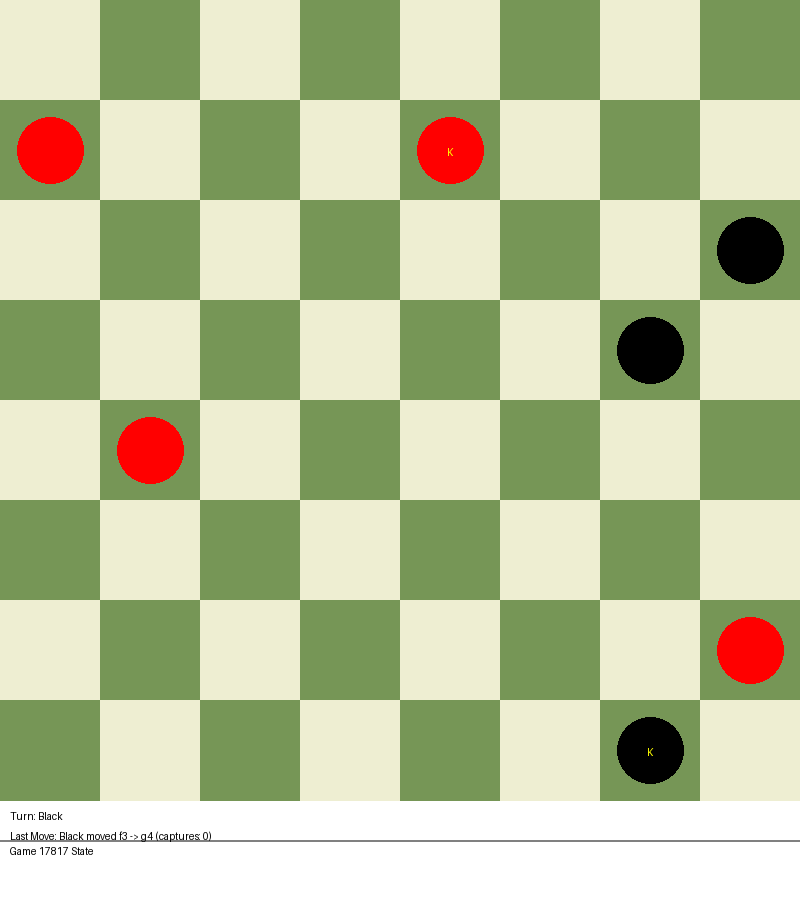 K
K
Turn: Black
Last Move: Black moved f3 -> g4 (captures: 0)
Game 17817 State